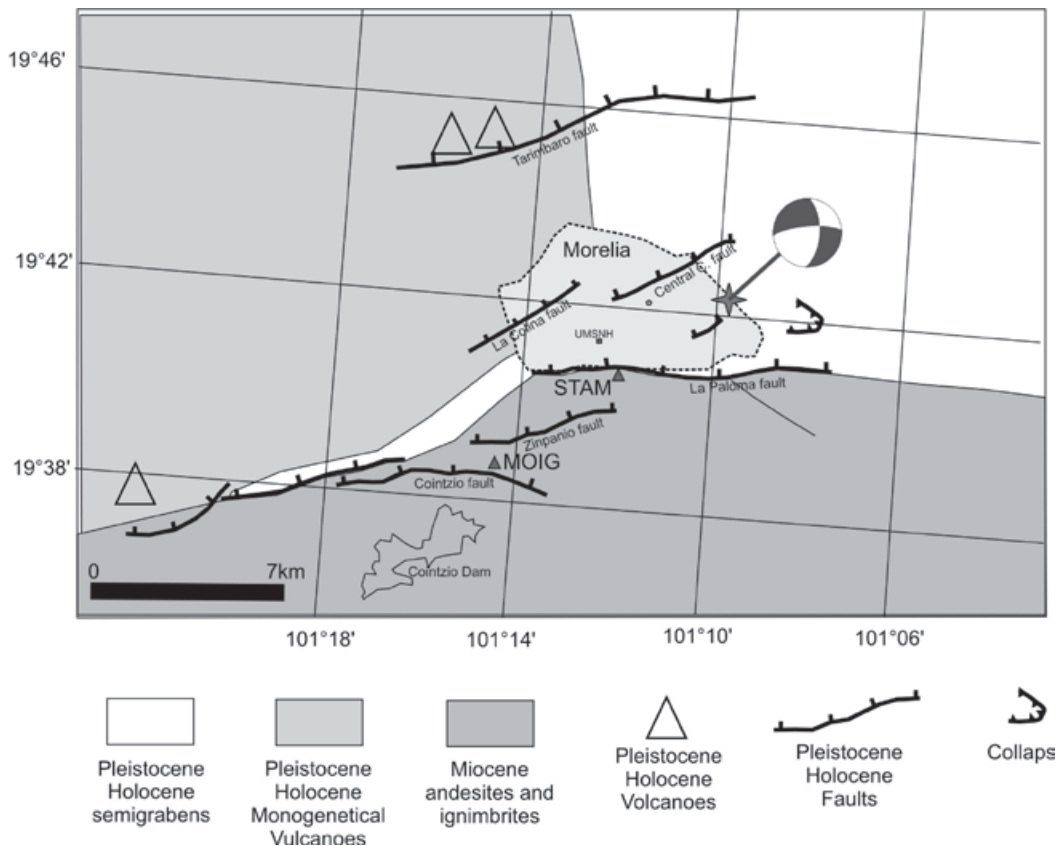 19°46'
Tarimbaro fault
Morelia
Central C. fault
19°42'
La Colina fault
UMSNH
STAM
La Paloma fault
Zinpanio fault
19°38'
MOIG
Cointzio fault
0 7km
Cointzio Dam
101°18' 101°14' 101°10' 101°06'
Pleistocene
Holocene
semigrabens
Pleistocene
Holocene
Monogenetical
Vulcanoes
Miocene
andesites and
ignimbrites
Pleistocene
Holocene
Volcanoes
Pleistocene
Holocene
Faults
Collaps